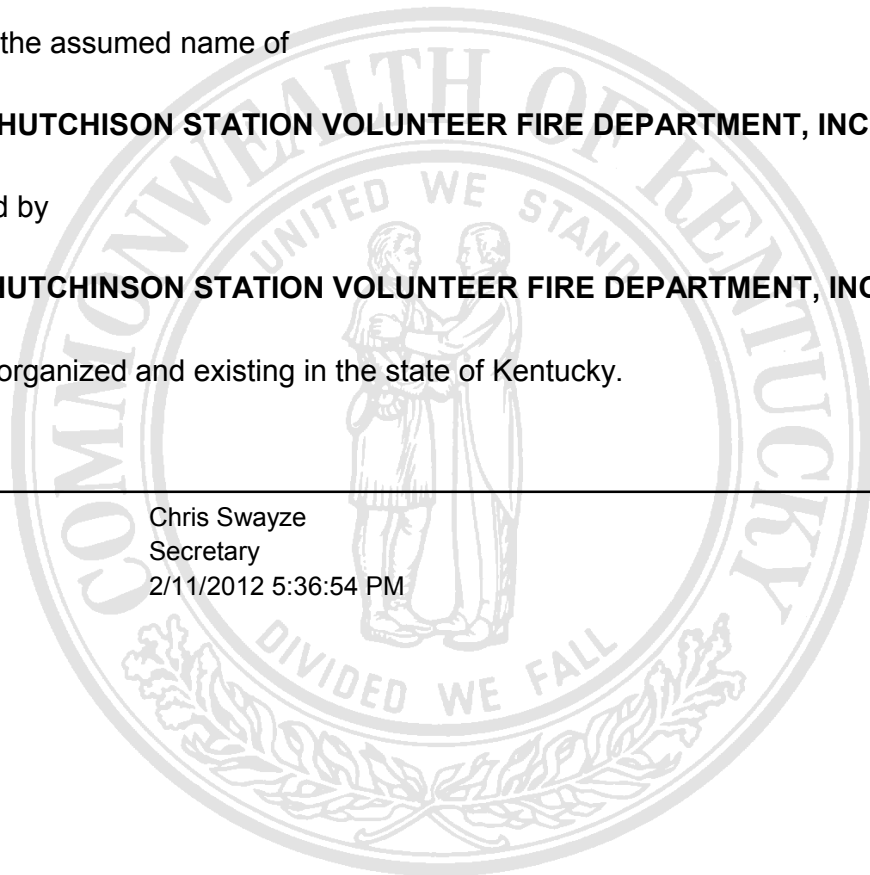 the assumed name of
HUTCHISON STATION VOLUNTEER FIRE DEPARTMENT, INC
by
HUTCHINSON STATION VOLUNTEER FIRE DEPARTMENT, INC
organized and existing in the state of Kentucky.
Chris Swayze
Secretary
2/11/2012 5:36:54 PM
COMMONWEALTH OF KENTUCKY
UNITED WE STAND
DIVIDED WE FALL